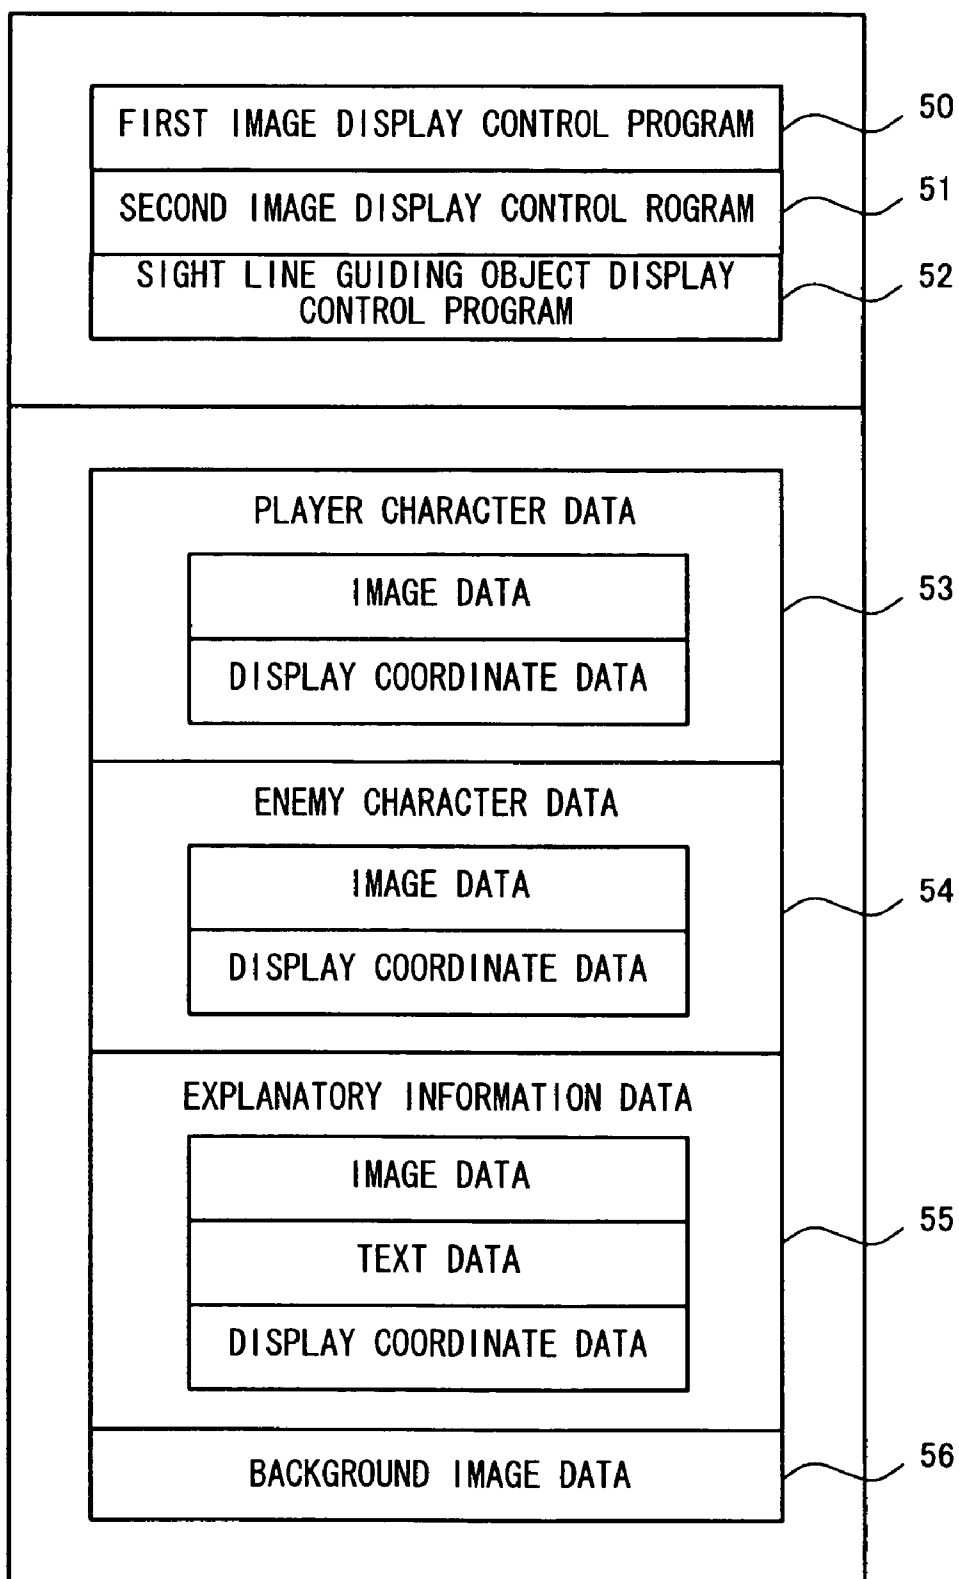 FIRST IMAGE DISPLAY CONTROL PROGRAM
50
SECOND IMAGE DISPLAY CONTROL ROGRAM
51
SIGHT LINE GUIDING OBJECT DISPLAY
CONTROL PROGRAM
52
PLAYER CHARACTER DATA
IMAGE DATA
53
DISPLAY COORDINATE DATA
ENEMY CHARACTER DATA
IMAGE DATA
54
DISPLAY COORDINATE DATA
EXPLANATORY INFORMATION DATA
IMAGE DATA
55
TEXT DATA
DISPLAY COORDINATE DATA
BACKGROUND IMAGE DATA
56